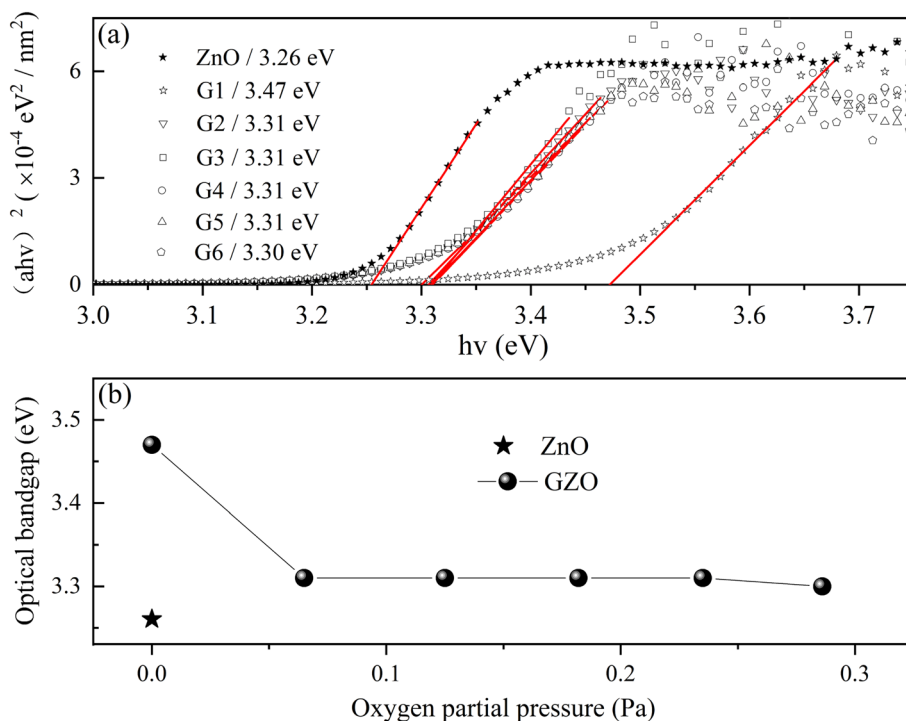 (a)
(ahv)² (×10⁻⁴ eV² / nm²)
6
3
0
ZnO / 3.26 eV
G1 / 3.47 eV
G2 / 3.31 eV
G3 / 3.31 eV
G4 / 3.31 eV
G5 / 3.31 eV
G6 / 3.30 eV
3.0 3.1 3.2 3.3 3.4 3.5 3.6 3.7
hv (eV)
(b)
Optical bandgap (eV)
3.5
3.4
3.3
ZnO
GZO
0.0 0.1 0.2 0.3
Oxygen partial pressure (Pa)